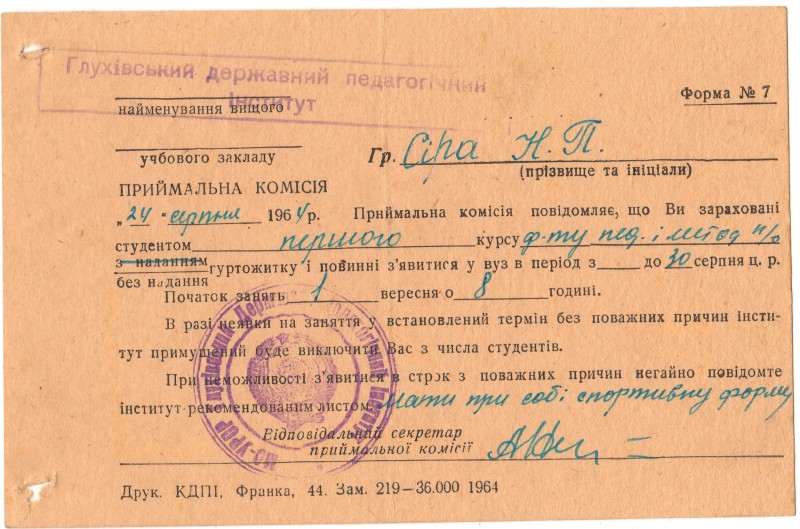 Глухівський державний педагогічний
інститут
найменування вищого
Форма № 7
учбового закладу
Гр. Сіра Н. П.
(прізвище та ініціали)
ПРИЙМАЛЬНА КОМІСІЯ
„24" серпня 1964 р. Приймальна комісія повідомляє, що Ви зараховані
студентом першого курсу ф-ту пед. і метод п/о
з наданням
без надання гуртожитку і повинні з'явитися у вуз в період з до 30 серпня ц. р.
Початок занять 1 вересня о 8 годині.
В разі неявки на заняття у встановлений термін без поважних причин інсти-
тут примушений буде виключити Вас з числа студентів.
При неможливості з'явитися в строк з поважних причин негайно повідомте
інститут рекомендованим листом. мати при собі спортивну форму
Відповідальний секретар
приймальної комісії
Друк. КДПІ, Франка, 44. Зам. 219—36.000 1964